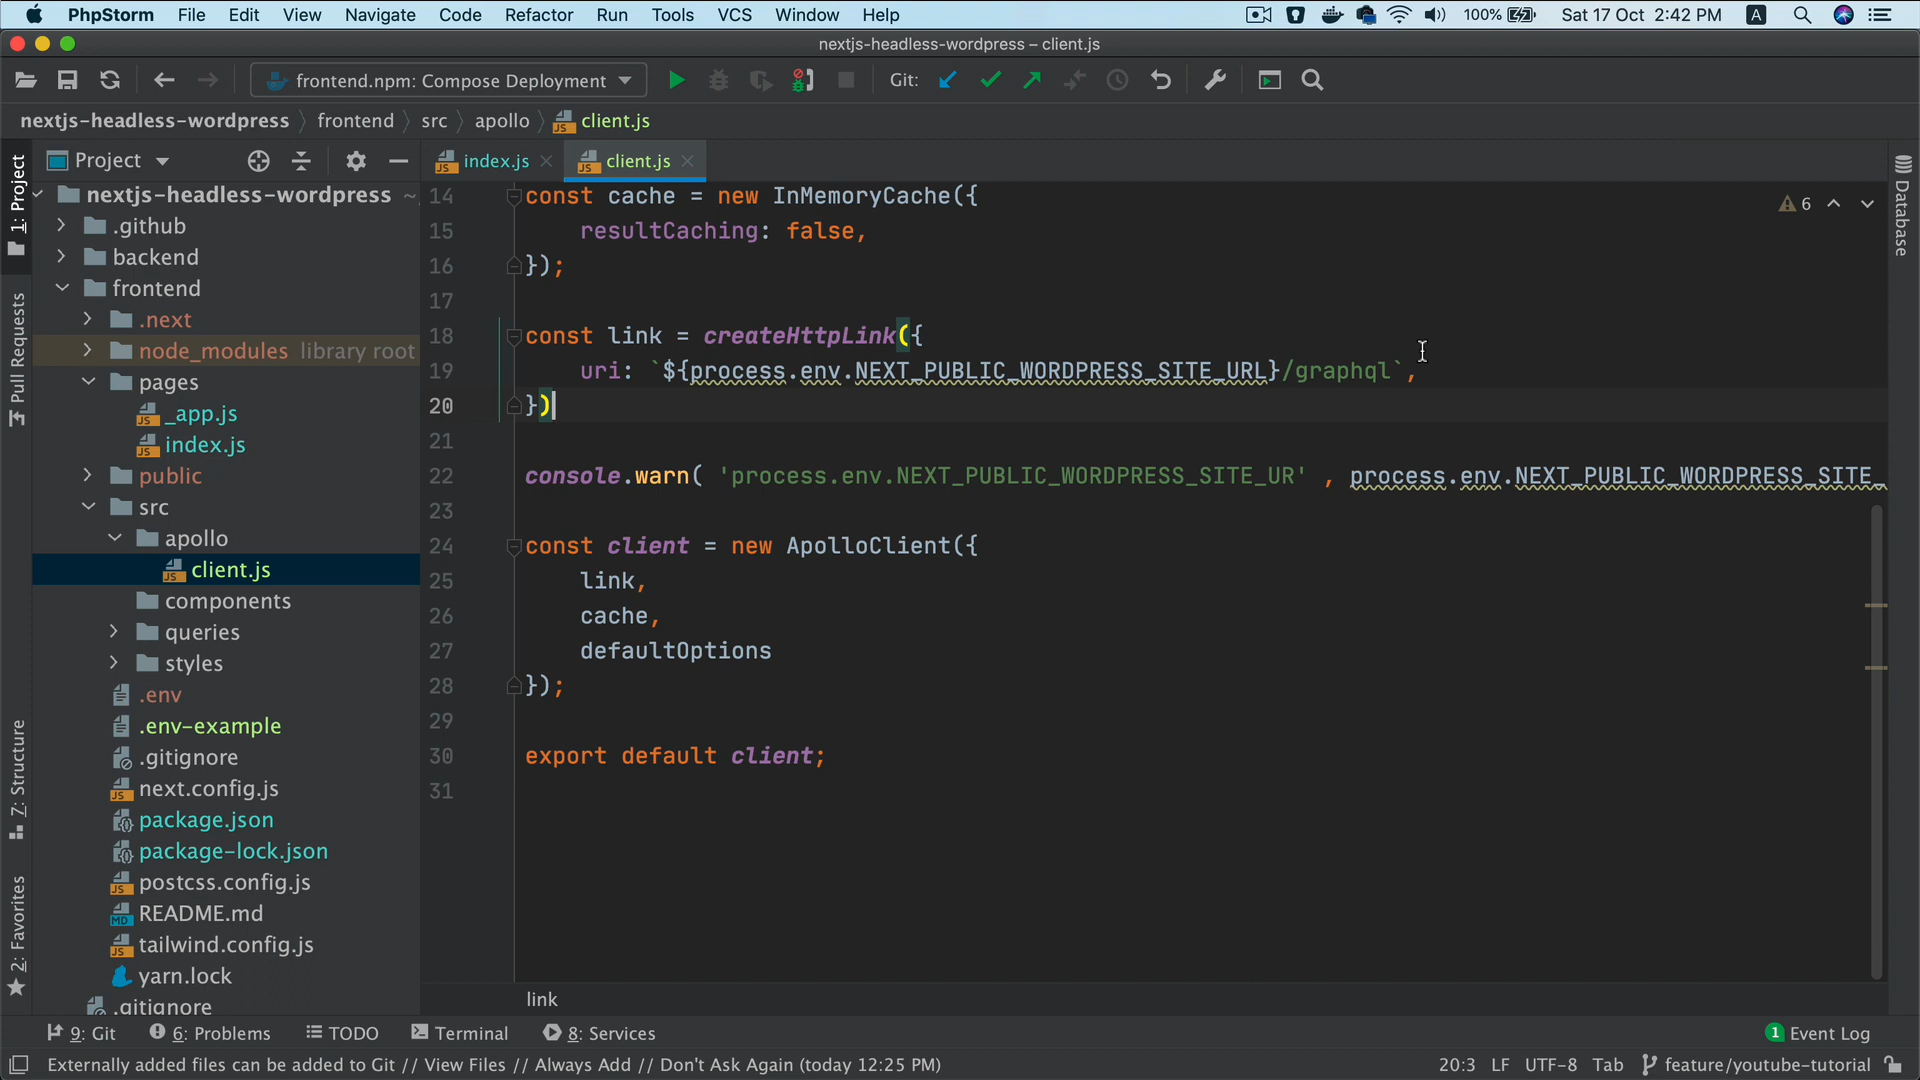 PhpStorm File Edit View Navigate Code Refactor Run Tools VCS Window Help 100% Sat 17 Oct 2:42 PM A
nextjs-headless-wordpress – client.js
frontend.npm: Compose Deployment Git:
nextjs-headless-wordpress frontend src apollo client.js
1: Project
Pull Requests
7: Structure
2: Favorites
Project
nextjs-headless-wordpress ~
.github
backend
frontend
.next
node_modules library root
pages
_app.js
index.js
public
src
apollo
client.js
components
queries
styles
.env
.env-example
.gitignore
next.config.js
package.json
package-lock.json
postcss.config.js
README.md
tailwind.config.js
yarn.lock
.gitignore
index.js client.js
6
14 const cache = new InMemoryCache({
15 resultCaching: false,
16 });
17
18 const link = createHttpLink({
19 uri: `${process.env.NEXT_PUBLIC_WORDPRESS_SITE_URL}/graphql`,
20 })
21
22 console.warn( 'process.env.NEXT_PUBLIC_WORDPRESS_SITE_UR' , process.env.NEXT_PUBLIC_WORDPRESS_SITE_
23
24 const client = new ApolloClient({
25 link,
26 cache,
27 defaultOptions
28 });
29
30 export default client;
31
link
Database
9: Git 6: Problems TODO Terminal 8: Services 1 Event Log
Externally added files can be added to Git // View Files // Always Add // Don't Ask Again (today 12:25 PM) 20:3 LF UTF-8 Tab feature/youtube-tutorial